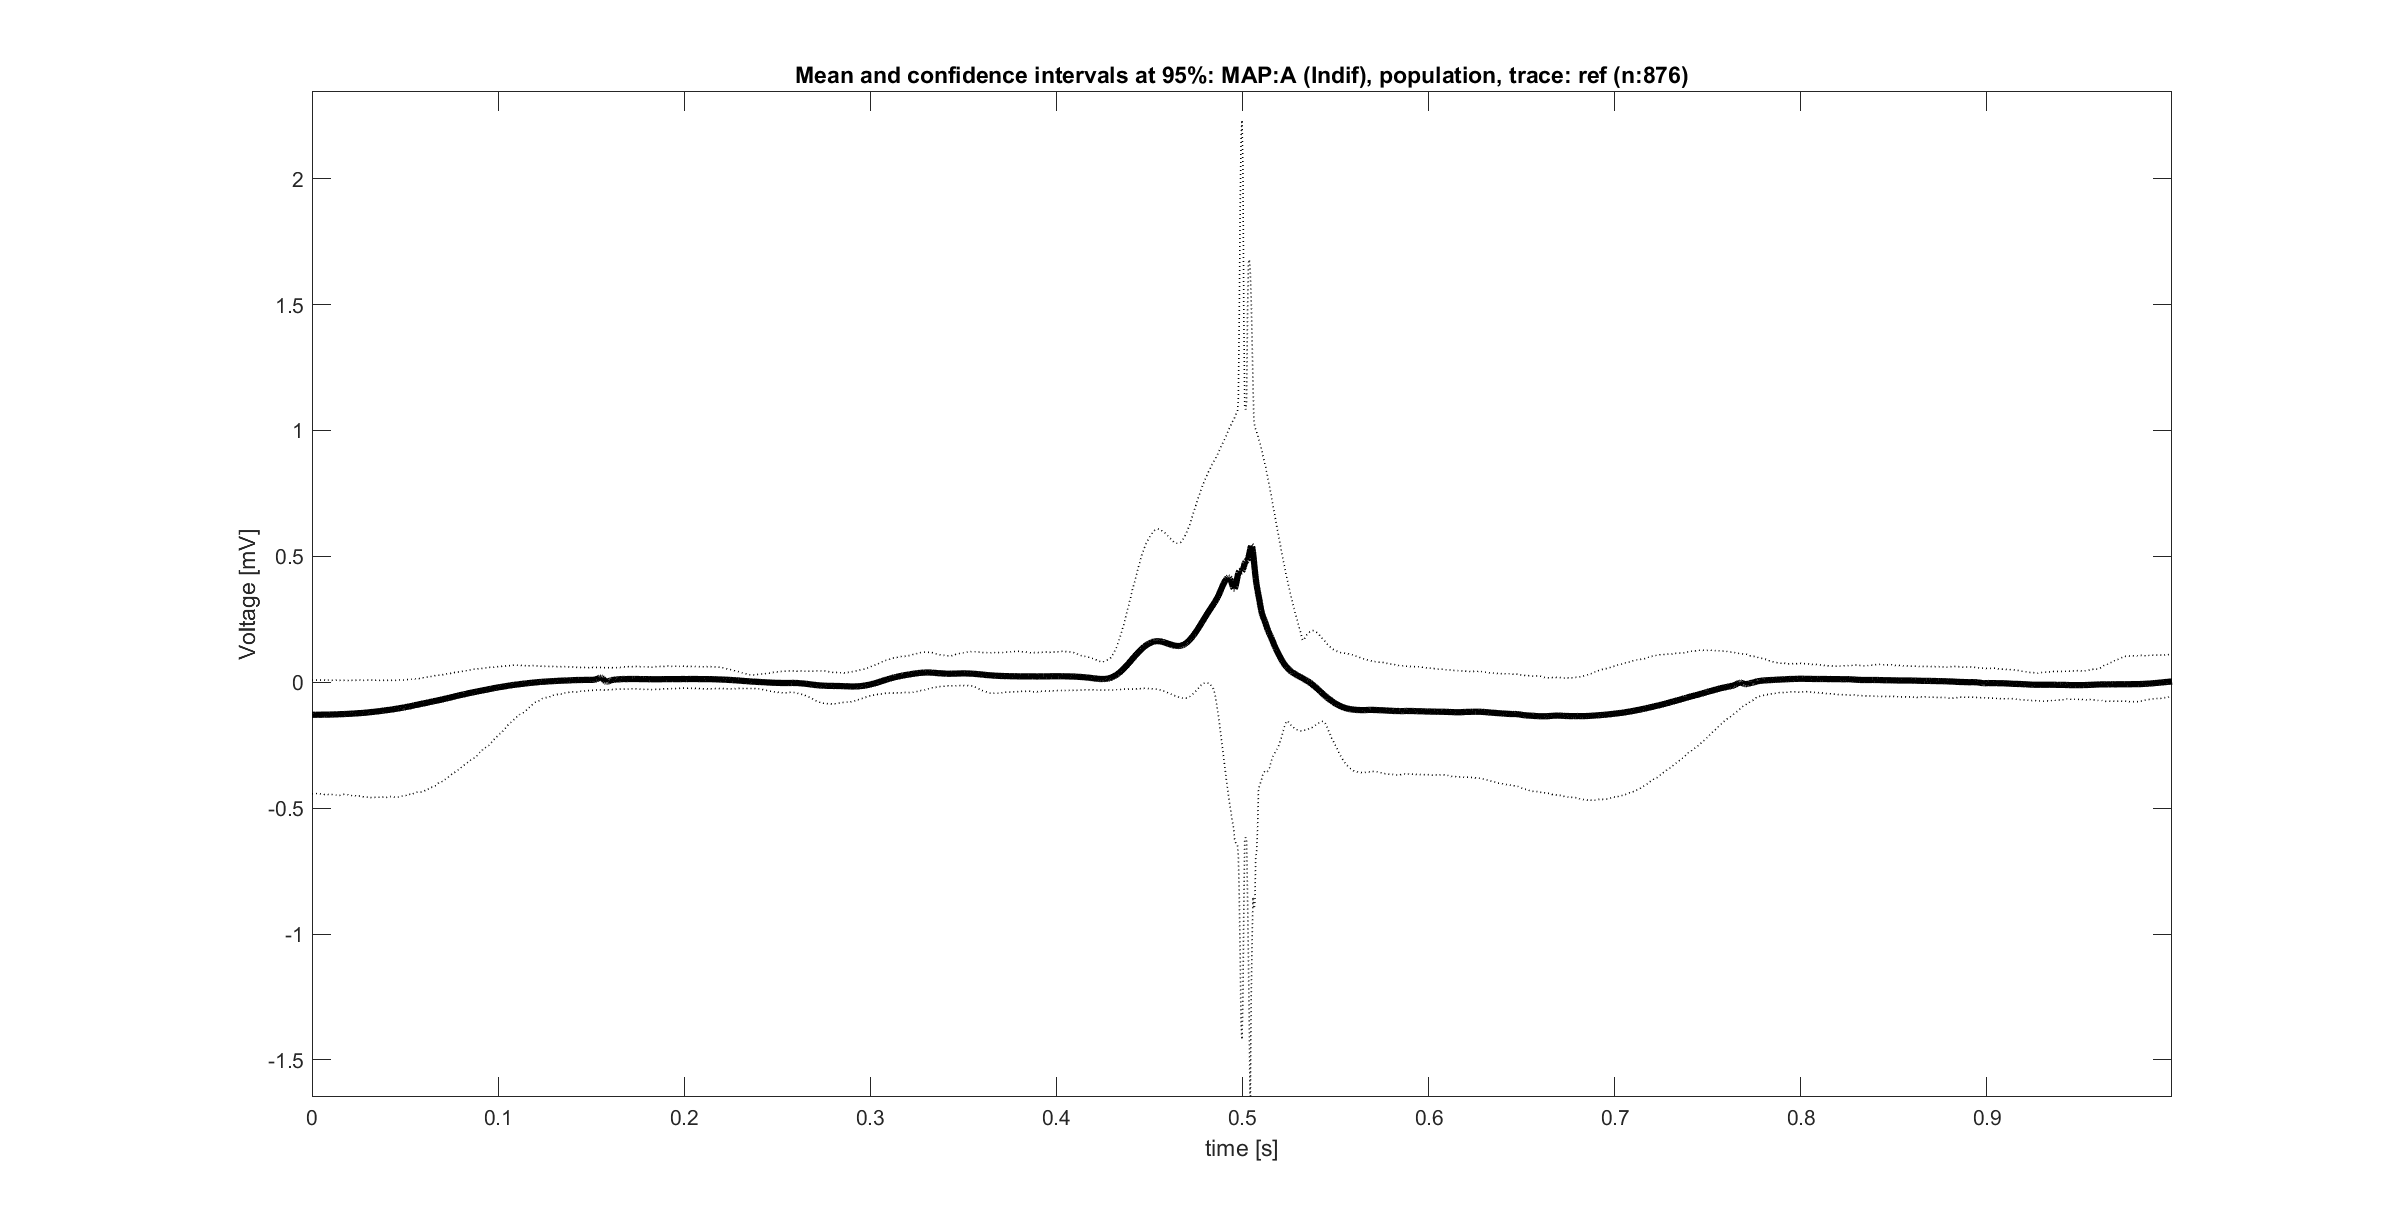 Mean and confidence intervals at 95%: MAP:A (Indif), population, trace: ref (n:876)
2
1.5
1
0.5
0
-0.5
-1
-1.5
Voltage [mV]
0 0.1 0.2 0.3 0.4 0.5 0.6 0.7 0.8 0.9
time [s]